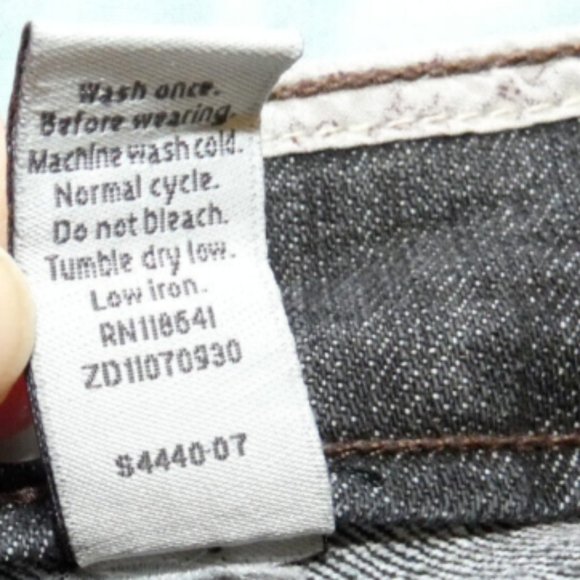 Wash once.
Before wearing.
Machine wash cold.
Normal cycle.
Do not bleach.
Tumble dry low.
Low iron.
RN118641
ZD11070930
S4440-07